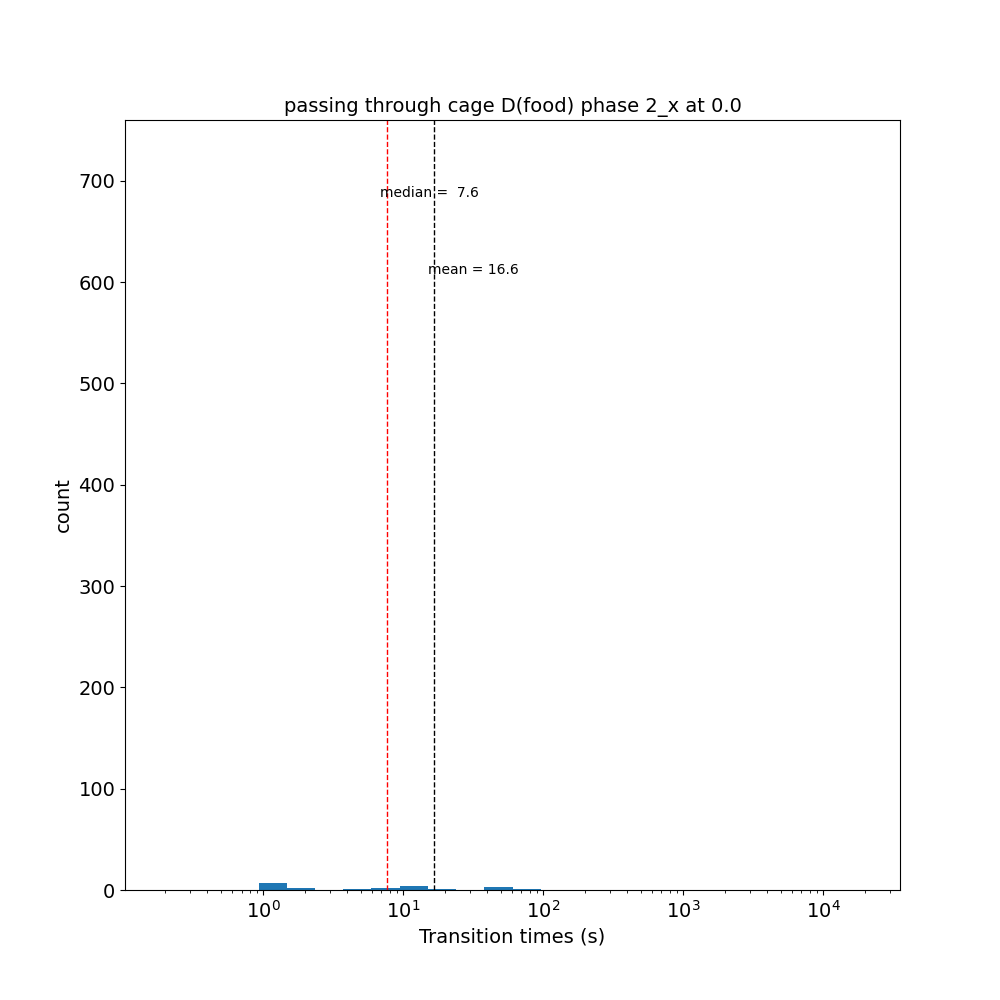 passing through cage D(food) phase 2_x at 0.0
700
median =  7.6
mean = 16.6
600
500
count
400
300
200
100
0
10^0 10^1 10^2 10^3 10^4
Transition times (s)